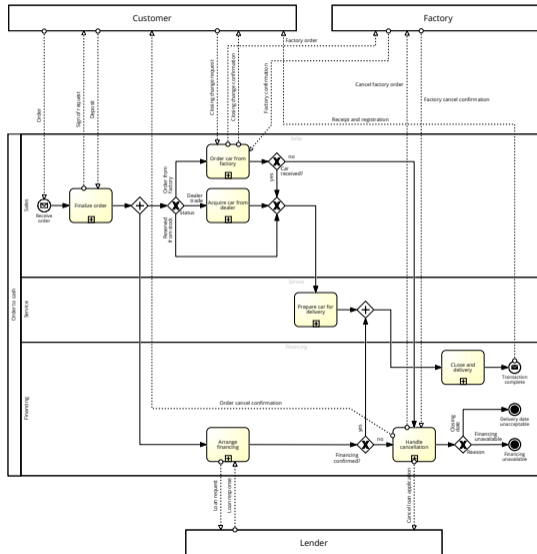 Customer
Factory
Factory order
Order
Sign of request
Deposit
Closing change request
Closing change confirmation
Factory confirmation
Cancel factory order
Factory cancel confirmation
Receipt and registration
Order to cash
Sales
Sales
Receive
order
Finalize order
Order from
factory
Order car from
factory
no
Car
received?
yes
Status
Dealer
trade
Acquire car from
dealer
Reserved
from stock
Service
Service
Prepare car for
delivery
Financing
Financing
CLose and
delivery
Transaction
complete
Order cancel confirmation
Arrange
financing
yes
no
Financing
confirmed?
Handle
cancellation
Closing
date
Reason
Financing
unavailable
Delivery date
unacceptable
Financing
unavailable
Loan request
Loan response
Cancel loan application
Lender